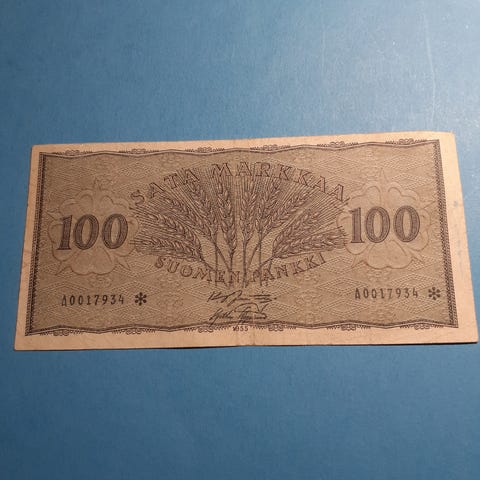 SATA MARKKAA
100 100
SUOMEN PANKKI
A0017934 * A0017934 *
1955